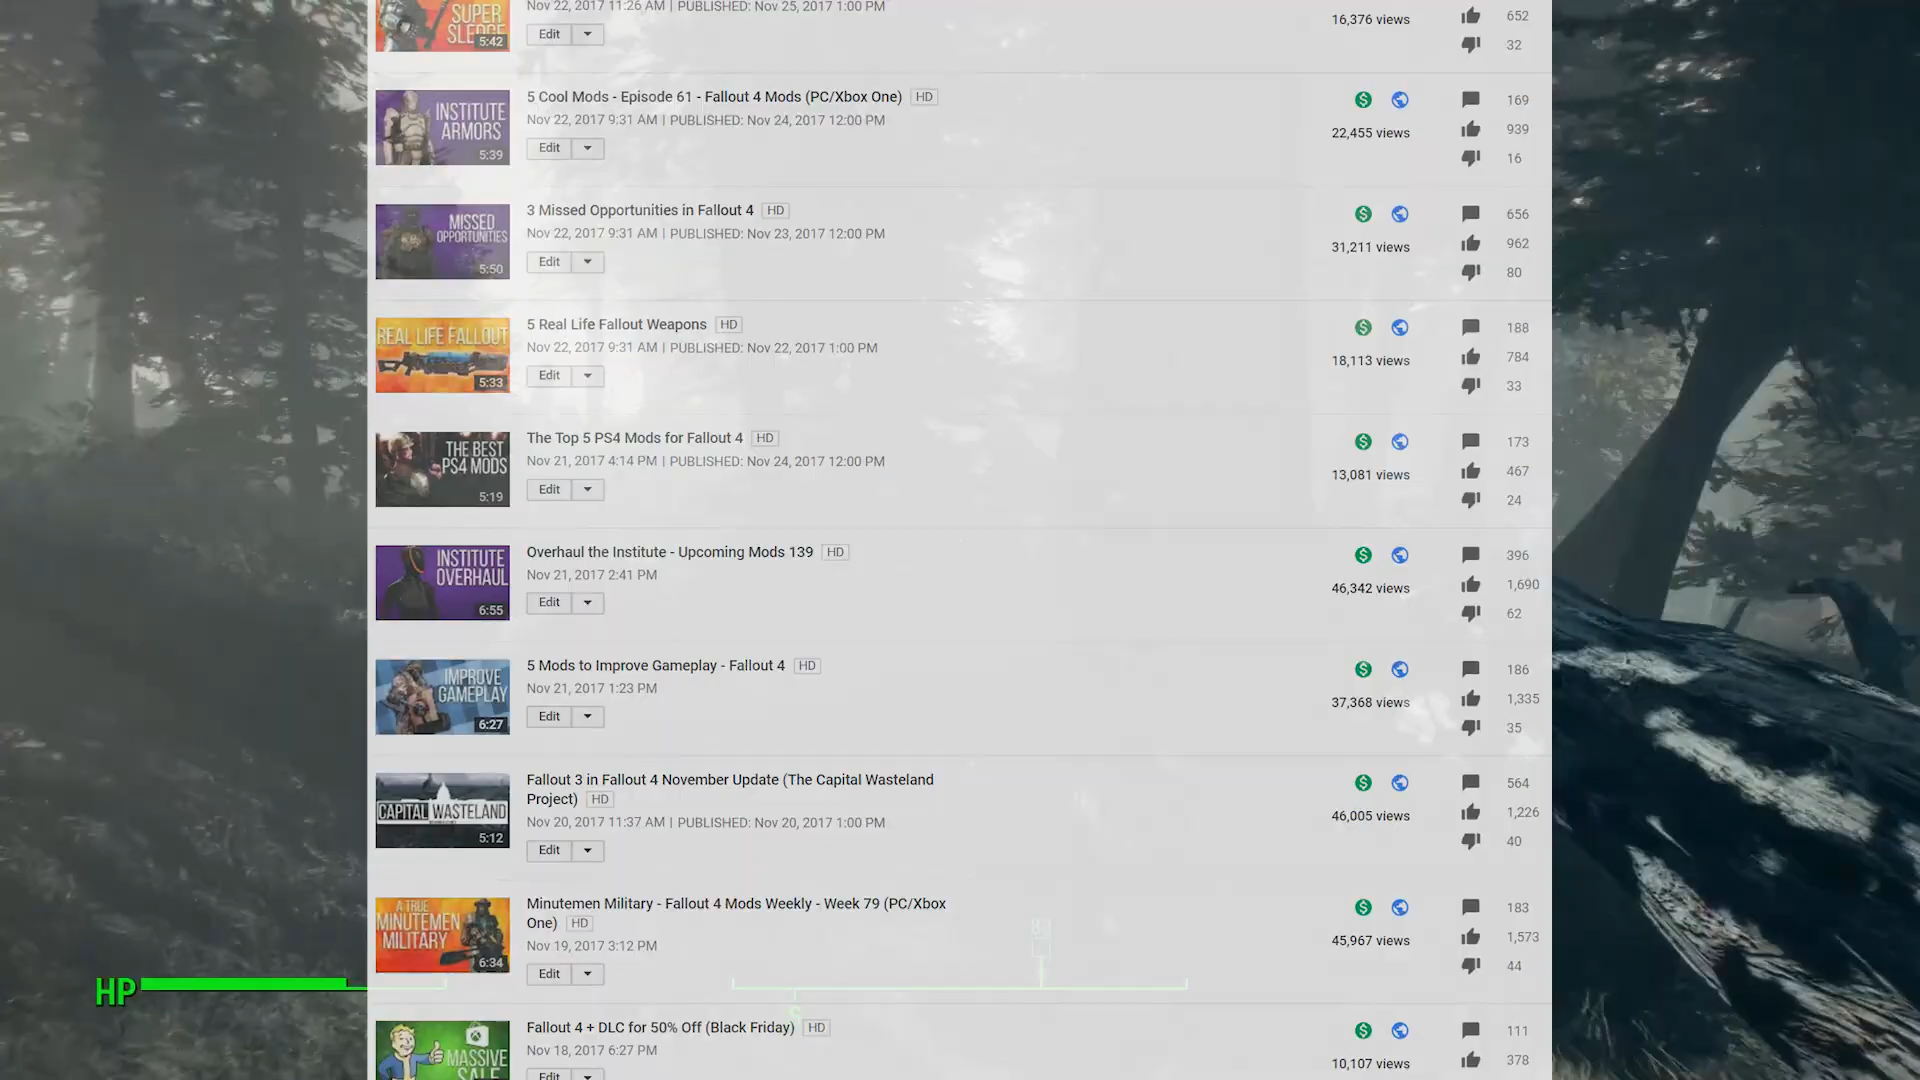 SUPER
SLEDGE
5:42
Nov 22, 2017 11:26 AM | PUBLISHED: Nov 25, 2017 1:00 PM
Edit
16,376 views
652
32
INSTITUTE
ARMORS
5:39
5 Cool Mods - Episode 61 - Fallout 4 Mods (PC/Xbox One) HD
Nov 22, 2017 9:31 AM | PUBLISHED: Nov 24, 2017 12:00 PM
Edit
22,455 views
169
939
16
MISSED
OPPORTUNITIES
5:50
3 Missed Opportunities in Fallout 4 HD
Nov 22, 2017 9:31 AM | PUBLISHED: Nov 23, 2017 12:00 PM
Edit
31,211 views
656
962
80
REAL LIFE FALLOUT
5:33
5 Real Life Fallout Weapons HD
Nov 22, 2017 9:31 AM | PUBLISHED: Nov 22, 2017 1:00 PM
Edit
18,113 views
188
784
33
THE BEST
PS4 MODS
5:19
The Top 5 PS4 Mods for Fallout 4 HD
Nov 21, 2017 4:14 PM | PUBLISHED: Nov 24, 2017 12:00 PM
Edit
13,081 views
173
467
24
INSTITUTE
OVERHAUL
6:55
Overhaul the Institute - Upcoming Mods 139 HD
Nov 21, 2017 2:41 PM
Edit
46,342 views
396
1,690
62
IMPROVE
GAMEPLAY
6:27
5 Mods to Improve Gameplay - Fallout 4 HD
Nov 21, 2017 1:23 PM
Edit
37,368 views
186
1,335
35
CAPITAL WASTELAND
5:12
Fallout 3 in Fallout 4 November Update (The Capital Wasteland
Project) HD
Nov 20, 2017 11:37 AM | PUBLISHED: Nov 20, 2017 1:00 PM
Edit
46,005 views
564
1,226
40
A TRUE
MINUTEMEN
MILITARY
6:34
Minutemen Military - Fallout 4 Mods Weekly - Week 79 (PC/Xbox
One) HD
Nov 19, 2017 3:12 PM
Edit
45,967 views
183
1,573
44
HP
S
MASSIVE
SALE
Fallout 4 + DLC for 50% Off (Black Friday) HD
Nov 18, 2017 6:27 PM
Edit
10,107 views
111
378